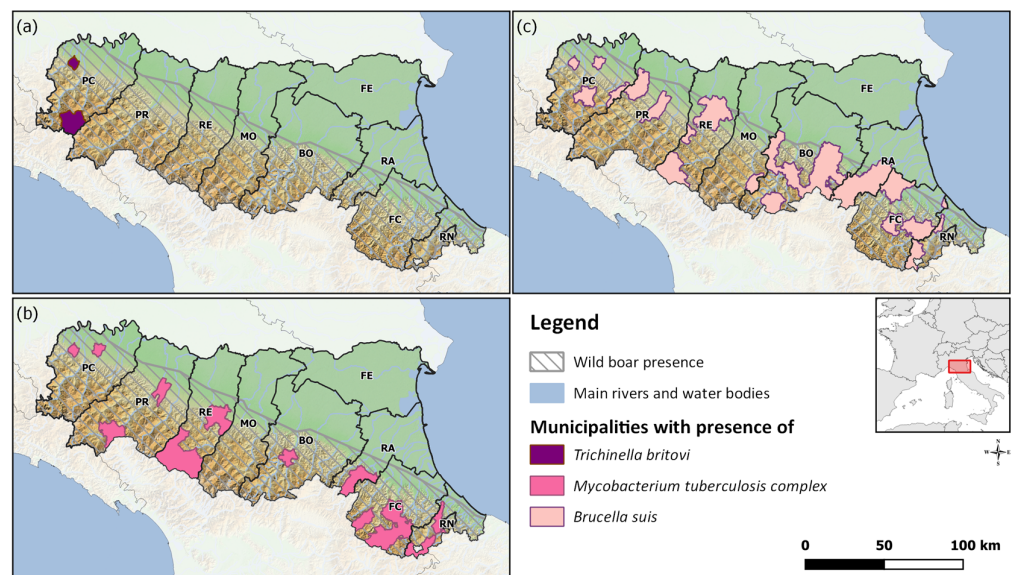 (a)
PC
PR
RE
MO
BO
FE
RA
FC
RN
(c)
PC
PR
RE
MO
BO
FE
RA
FC
RN
(b)
PC
PR
RE
MO
BO
FE
RA
FC
RN
Legend
Wild boar presence
Main rivers and water bodies
Municipalities with presence of
Trichinella britovi
Mycobacterium tuberculosis complex
Brucella suis
N
W E
S
0 50 100 km